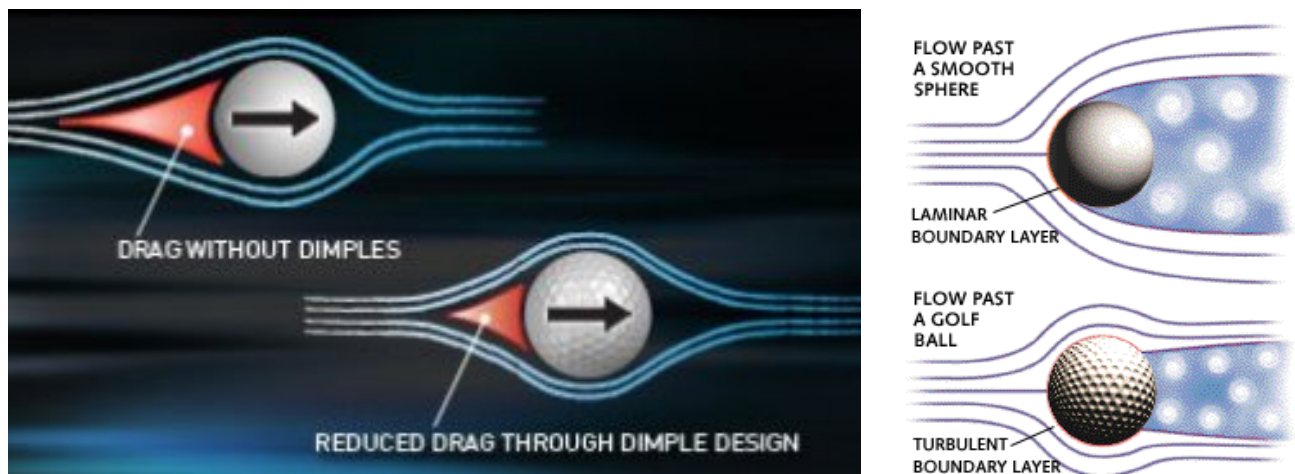 DRAG WITHOUT DIMPLES
REDUCED DRAG THROUGH DIMPLE DESIGN
FLOW PAST
A SMOOTH
SPHERE
LAMINAR
BOUNDARY LAYER
FLOW PAST
A GOLF
BALL
TURBULENT
BOUNDARY LAYER